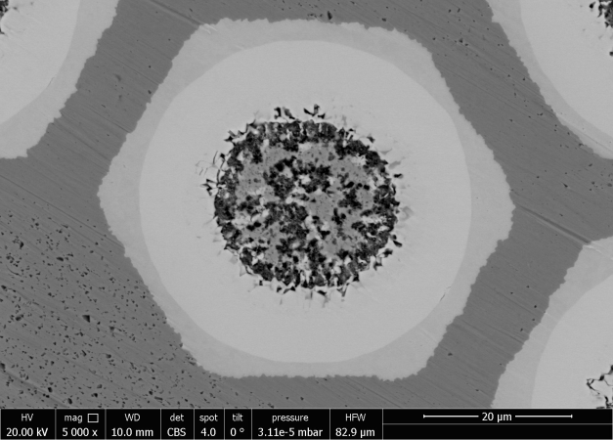 HV mag □ WD det spot tilt pressure HFW
20.00 kV 5 000 x 10.0 mm CBS 4.0 0 ° 3.11e-5 mbar 82.9 µm
20 µm